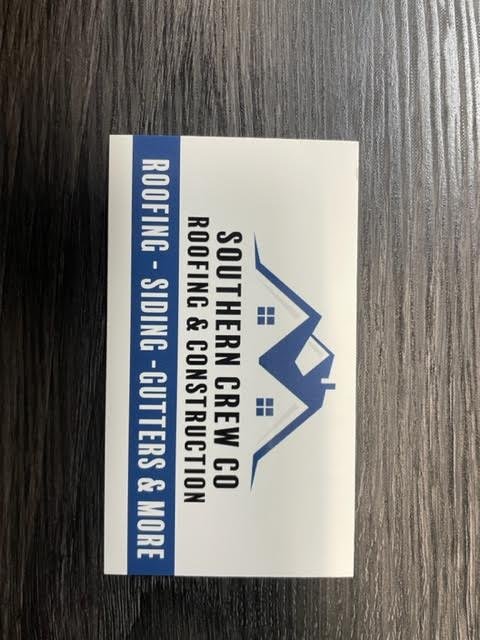 SOUTHERN CREW CO
ROOFING & CONSTRUCTION
ROOFING - SIDING -GUTTERS & MORE